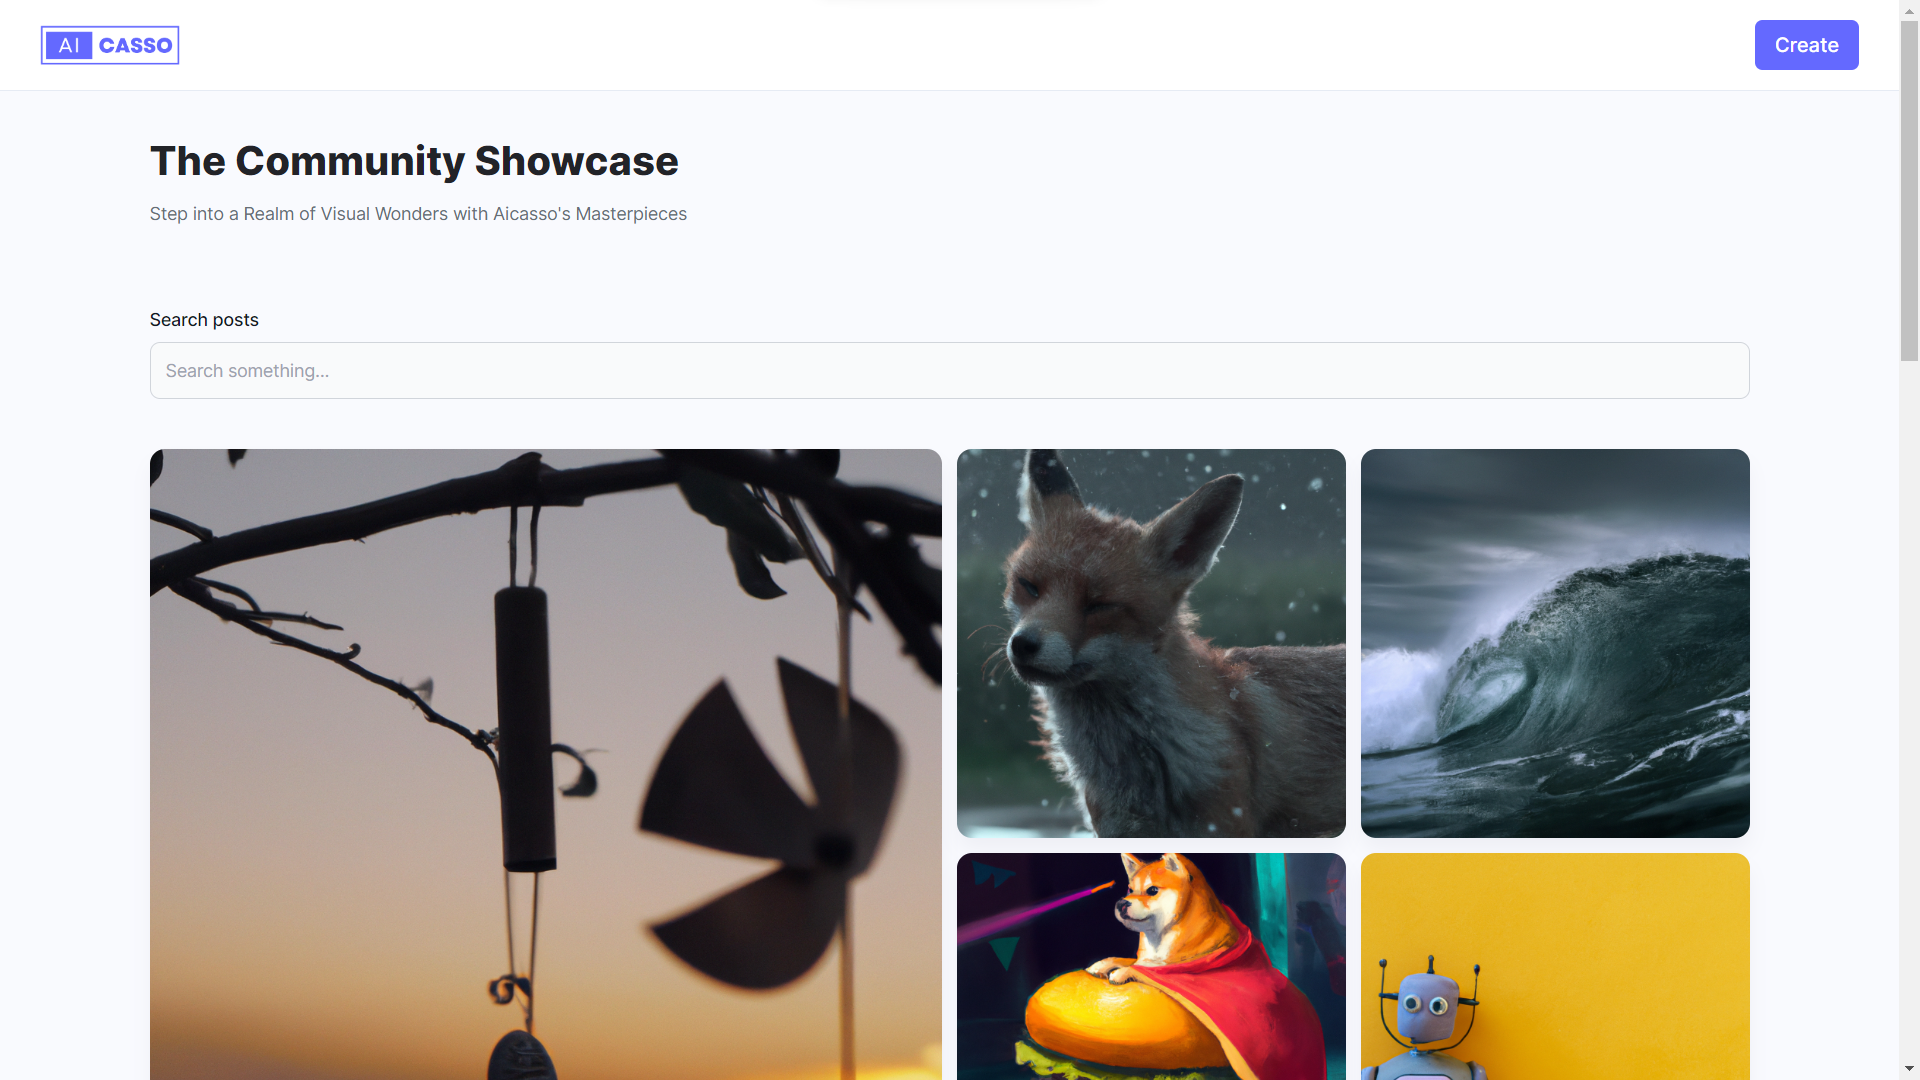 AI CASSO
Create
The Community Showcase
Step into a Realm of Visual Wonders with Aicasso's Masterpieces
Search posts
Search something...